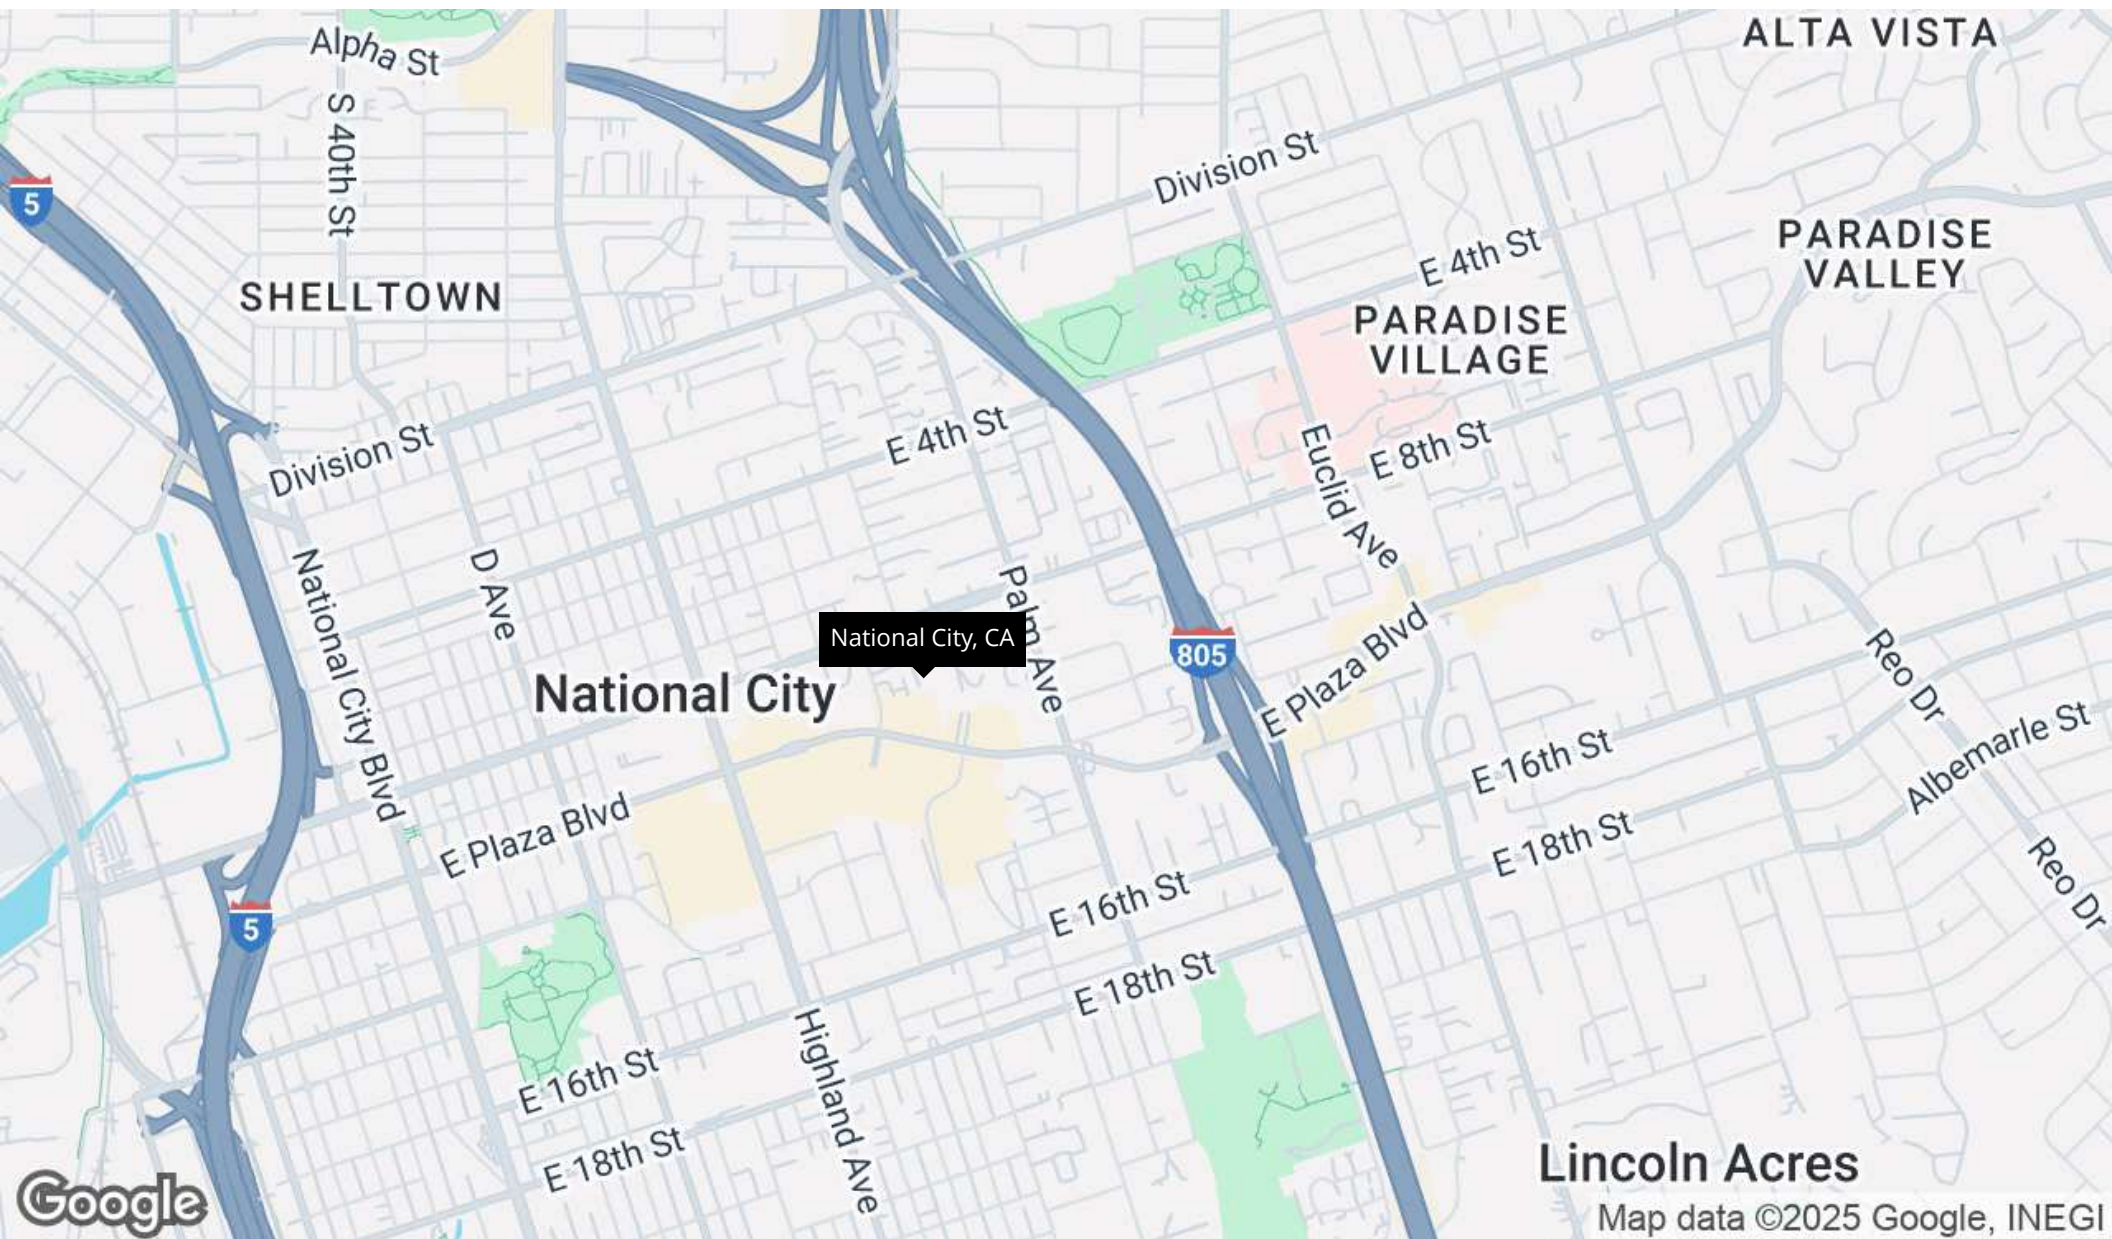 ALTA VISTA
Alpha St
S 40th St
Division St
5
PARADISE
VALLEY
E 4th St
SHELLTOWN
PARADISE
VILLAGE
E 4th St
Division St
E 8th St
Euclid Ave
National City Blvd
D Ave
Palm Ave
National City, CA
805
E Plaza Blvd
National City
Reo Dr
E 16th St
Albemarle St
E Plaza Blvd
E 18th St
E 16th St
Reo Dr
5
E 18th St
Highland Ave
E 16th St
E 18th St
Lincoln Acres
Google
Map data ©2025 Google, INEGI